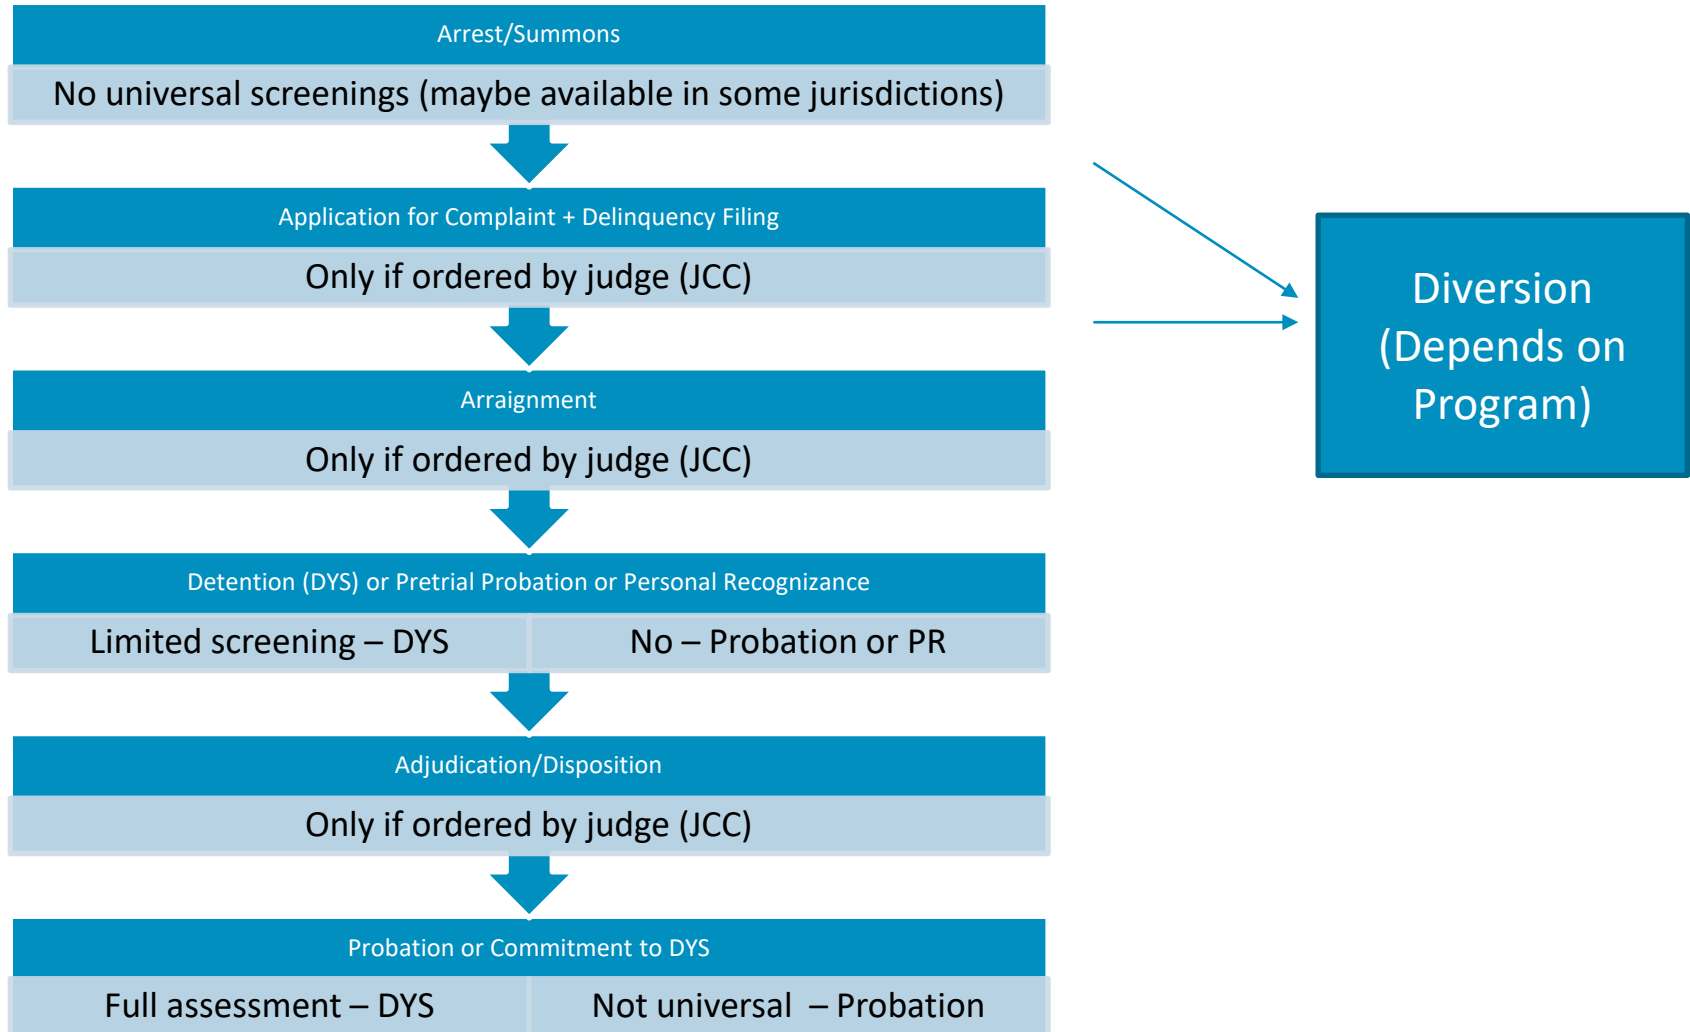 Arrest/Summons
No universal screenings (maybe available in some jurisdictions)
Application for Complaint + Delinquency Filing
Only if ordered by judge (JCC)
Arraignment
Only if ordered by judge (JCC)
Detention (DYS) or Pretrial Probation or Personal Recognizance
Limited screening – DYS
No – Probation or PR
Adjudication/Disposition
Only if ordered by judge (JCC)
Probation or Commitment to DYS
Full assessment – DYS
Not universal – Probation
Diversion
(Depends on
Program)